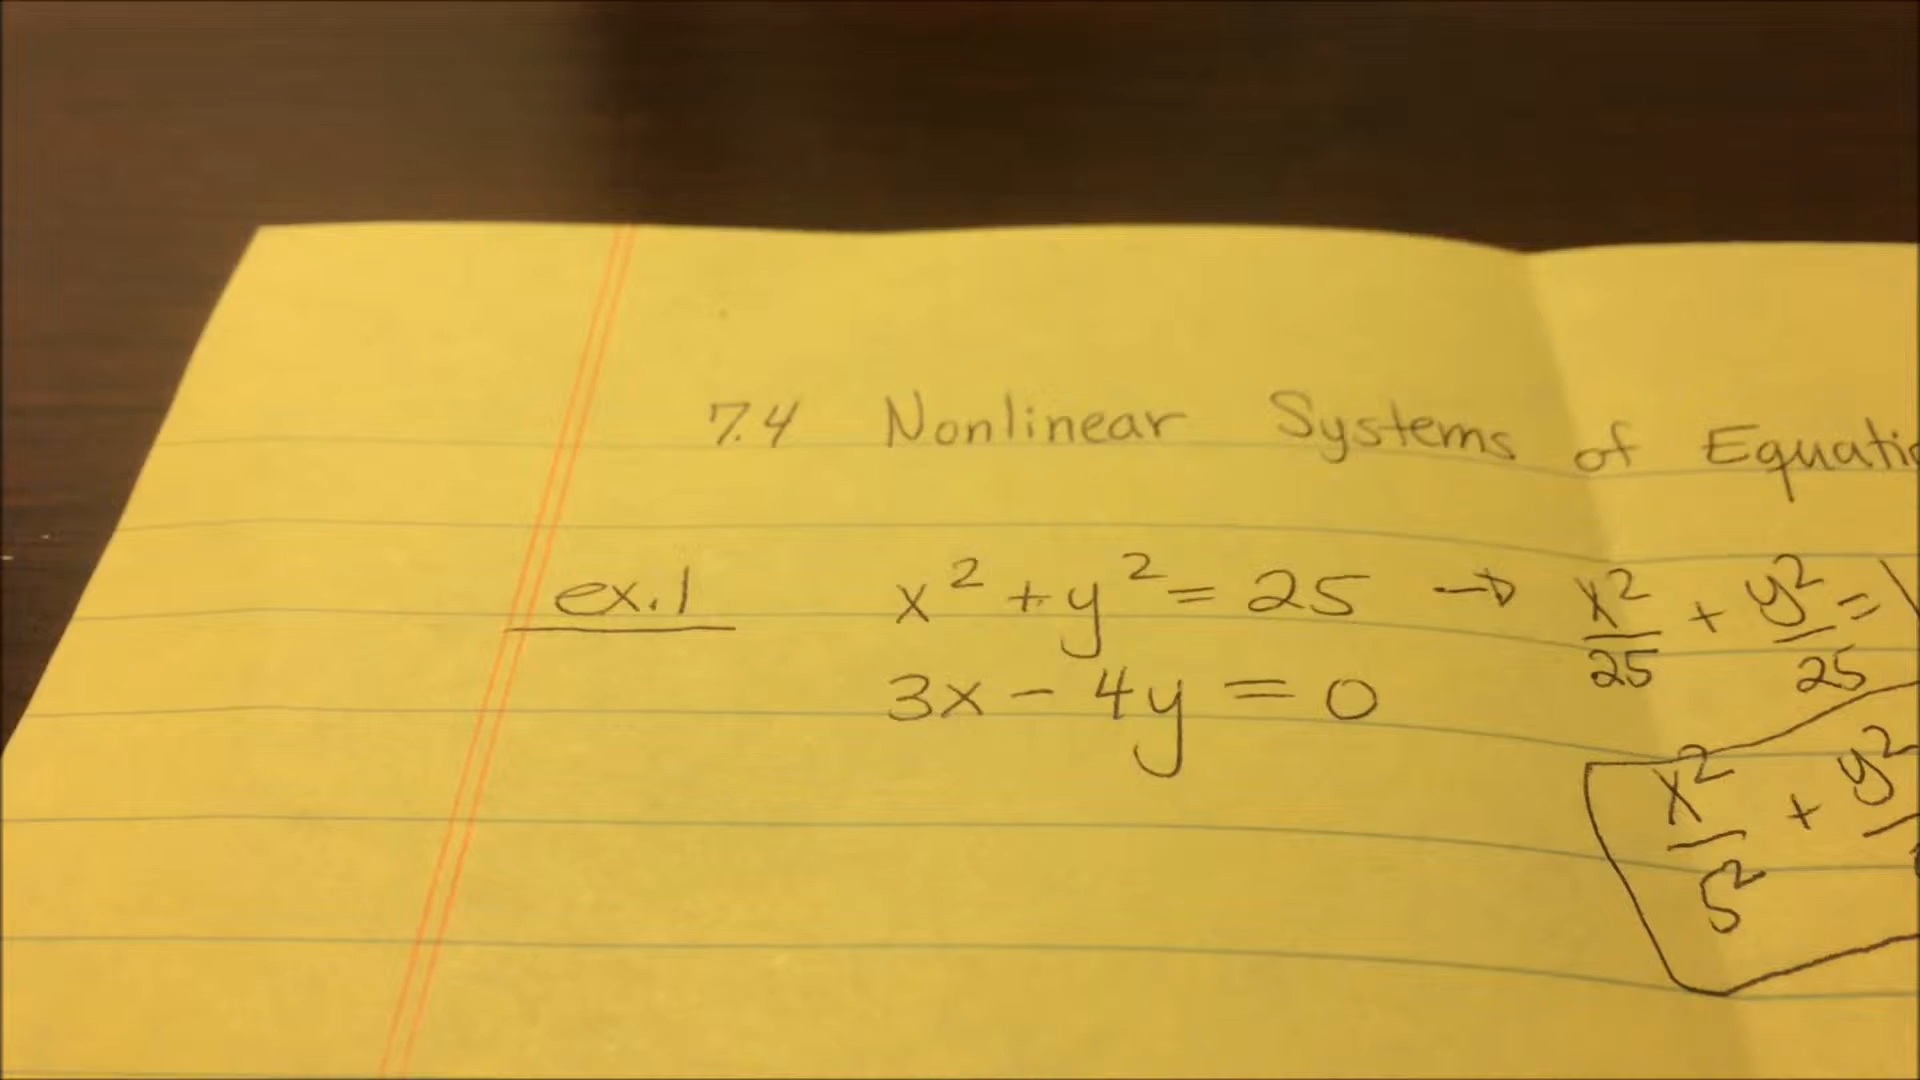 7.4 Nonlinear Systems of
ex.1 x² + y² = 25 → x²/25 + y²/25 = 1
3x - 4y = 0
x²/5² + y²